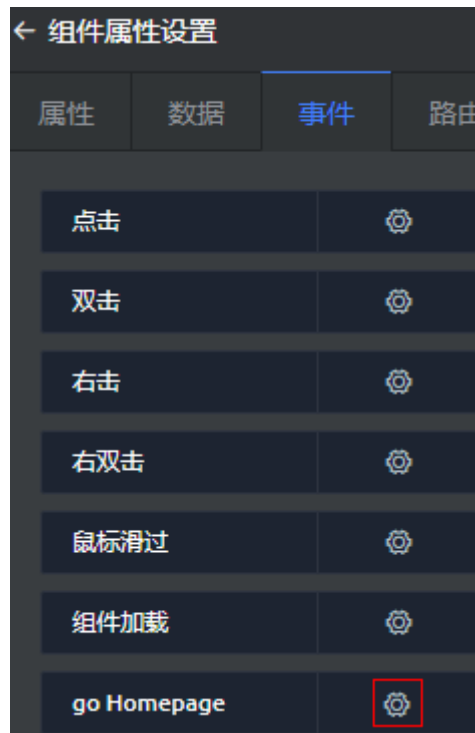 ← 组件属性设置
属性 数据 事件 路由
点击
双击
右击
右双击
鼠标滑过
组件加载
go Homepage